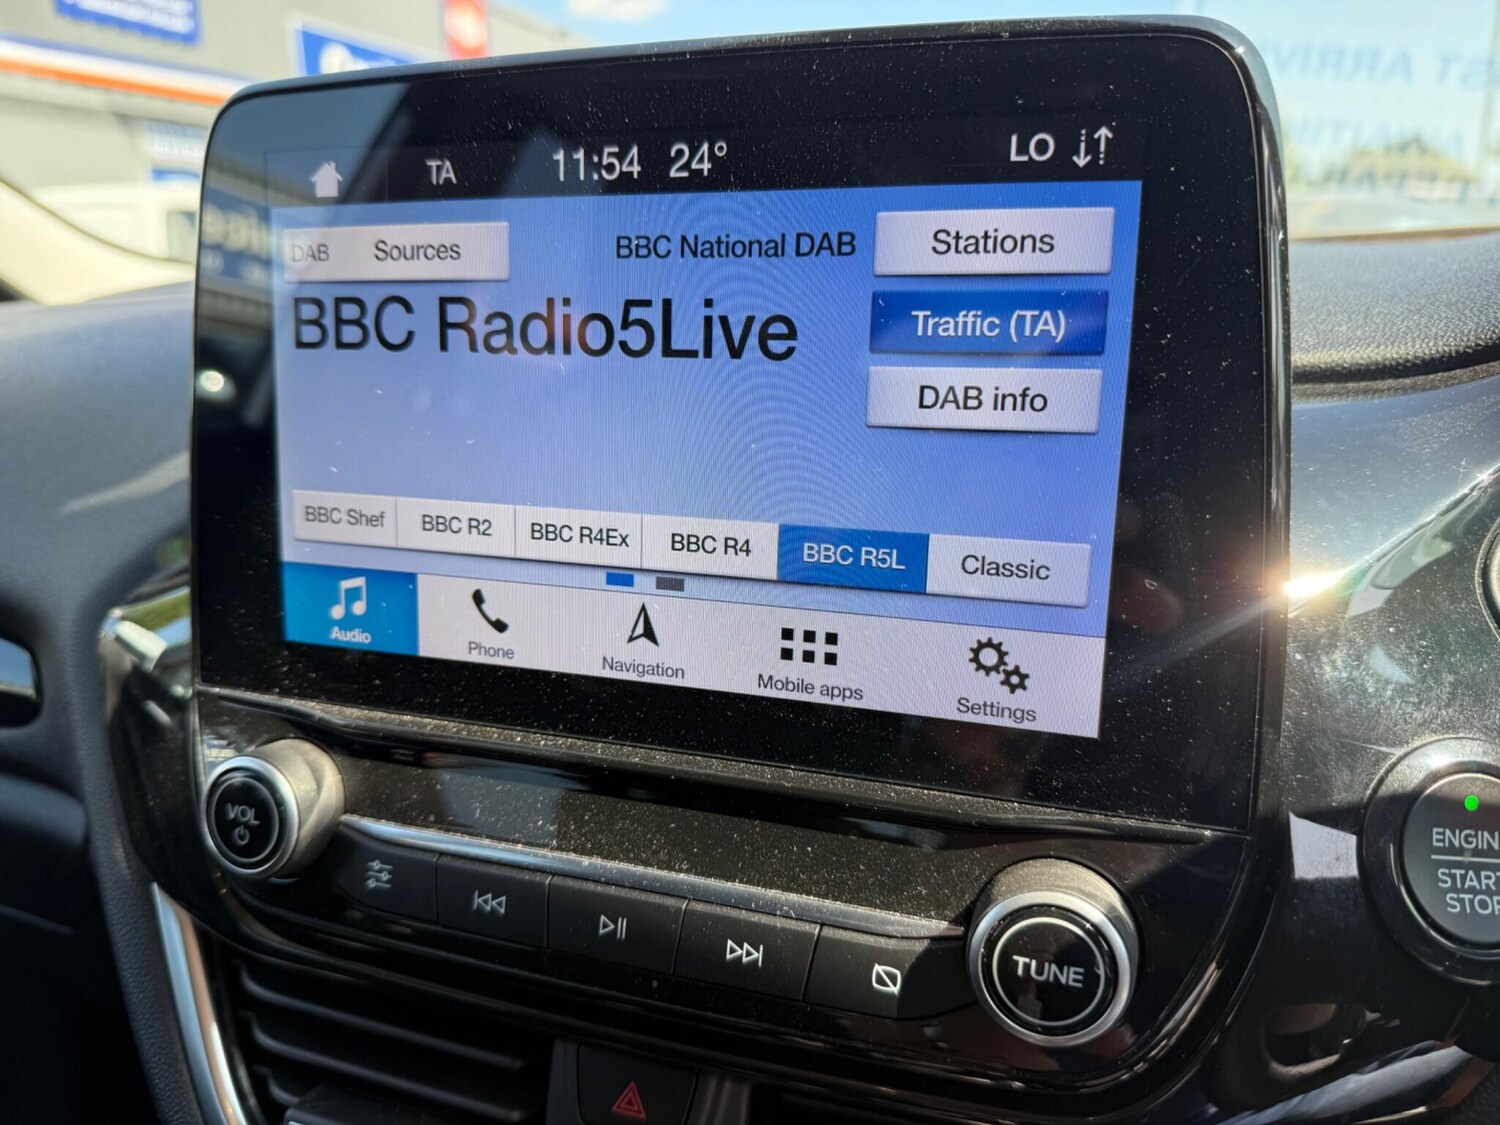 TA 11:54 24° LO
DAB Sources BBC National DAB Stations
BBC Radio5Live
Traffic (TA)
DAB info
BBC Shef BBC R2 BBC R4Ex BBC R4 BBC R5L Classic
Audio Phone Navigation Mobile apps Settings
VOL
TUNE
ENGIN
START
STOP